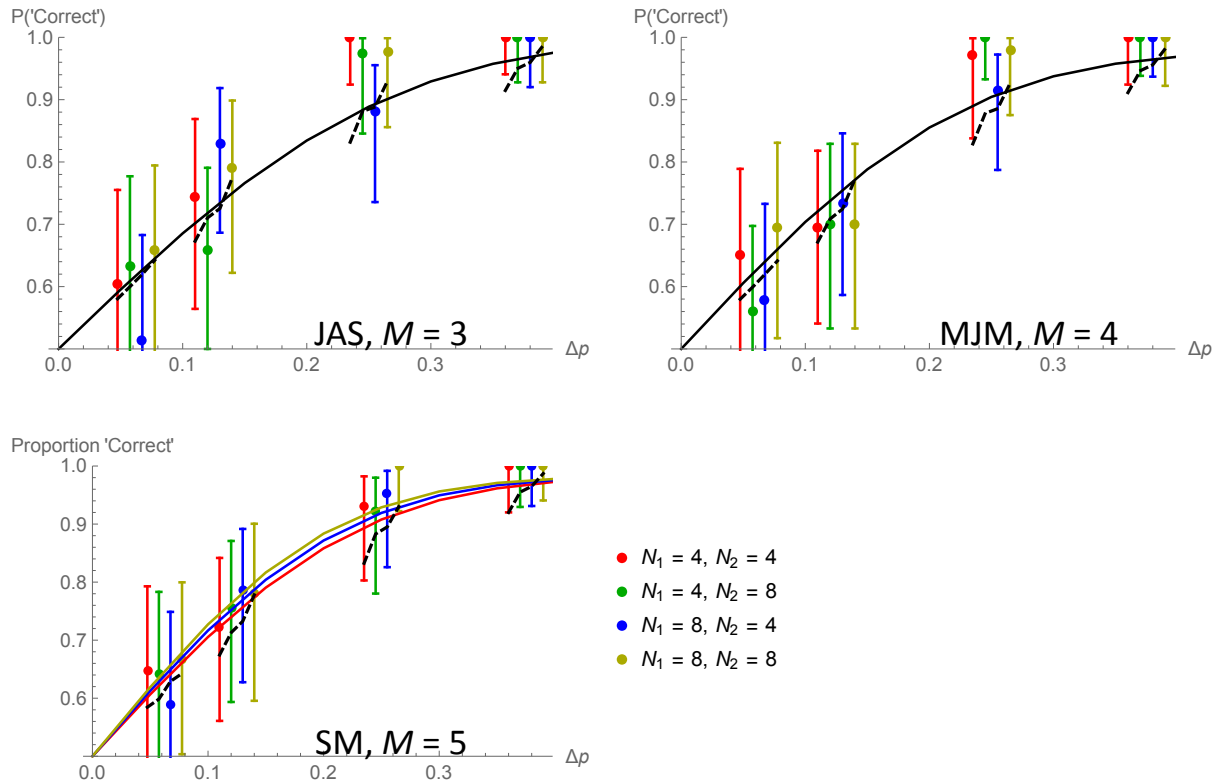 P('Correct')
1.0
0.9
0.8
0.7
0.6
0.0
0.1
0.2
0.3
Δp
JAS, M = 3
P('Correct')
1.0
0.9
0.8
0.7
0.6
0.0
0.1
0.2
0.3
Δp
MJM, M = 4
Proportion 'Correct'
1.0
0.9
0.8
0.7
0.6
0.0
0.1
0.2
0.3
Δp
SM, M = 5
N₁ = 4, N₂ = 4
N₁ = 4, N₂ = 8
N₁ = 8, N₂ = 4
N₁ = 8, N₂ = 8